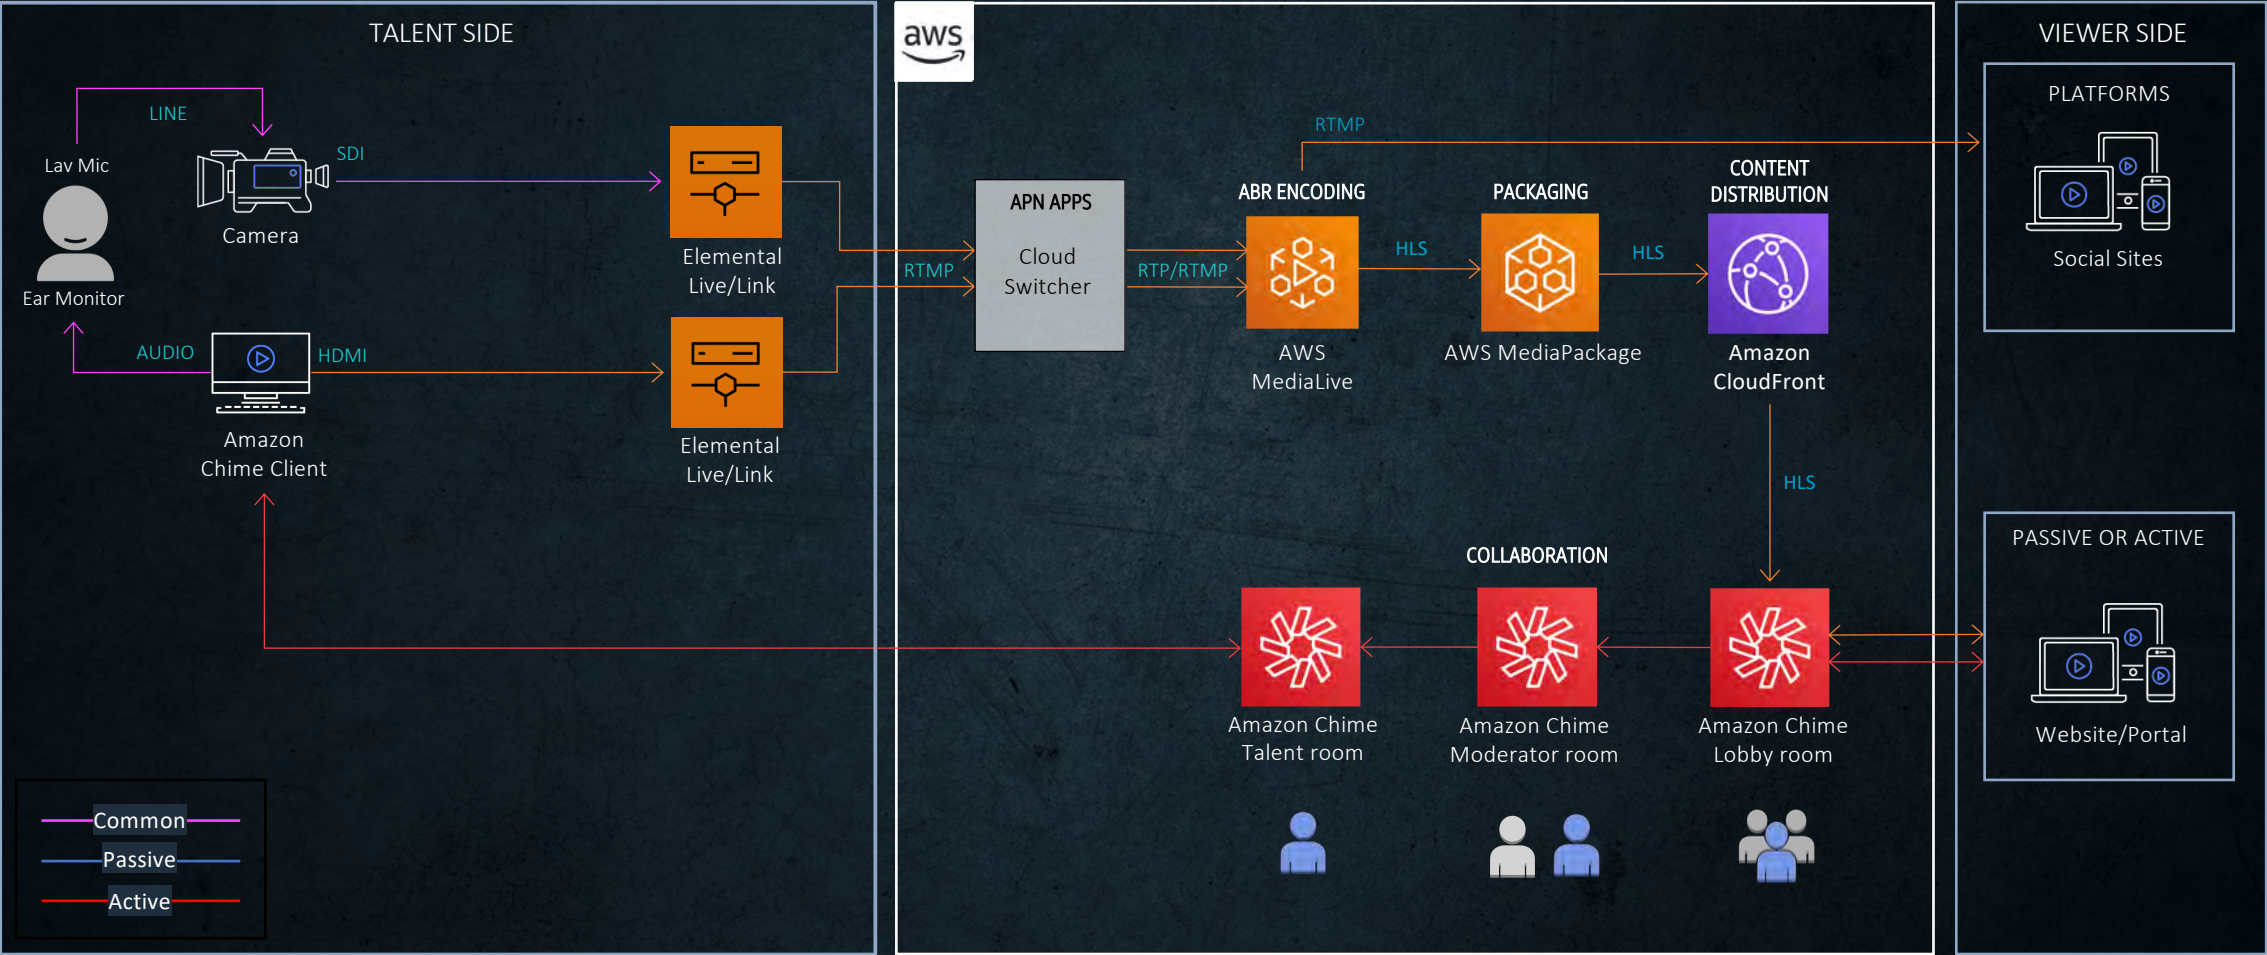 TALENT SIDE
LINE
Lav Mic
SDI
Camera
Ear Monitor
AUDIO
HDMI
Amazon
Chime Client
Elemental
Live/Link
Elemental
Live/Link
Common
Passive
Active
aws
RTMP
APN APPS
Cloud
Switcher
RTP/RTMP
RTMP
ABR ENCODING
AWS
MediaLive
HLS
PACKAGING
AWS MediaPackage
HLS
CONTENT
DISTRIBUTION
Amazon
CloudFront
HLS
COLLABORATION
Amazon Chime
Talent room
Amazon Chime
Moderator room
Amazon Chime
Lobby room
VIEWER SIDE
PLATFORMS
Social Sites
PASSIVE OR ACTIVE
Website/Portal